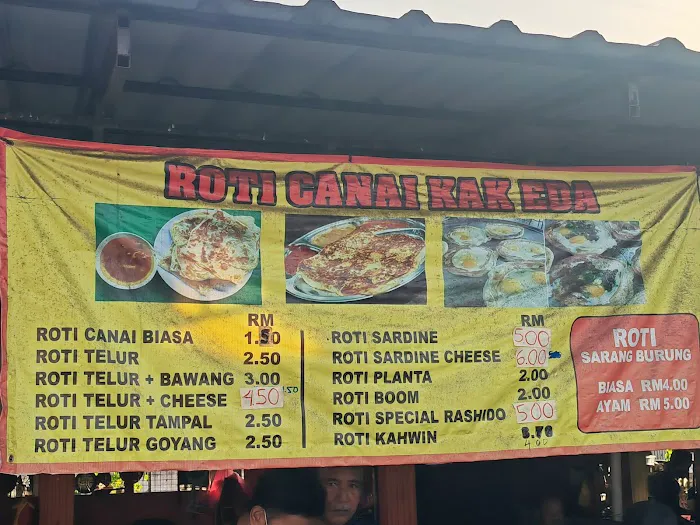 ROTI CANAI KAK EDA
RM
ROTI CANAI BIASA 1.50
ROTI TELUR 2.50
ROTI TELUR + BAWANG 3.00
ROTI TELUR + CHEESE 450
ROTI TELUR TAMPAL 2.50
ROTI TELUR GOYANG 2.50
RM
ROTI SARDINE 500
ROTI SARDINE CHEESE 600
ROTI PLANTA 2.00
ROTI BOOM 2.00
ROTI SPECIAL RASHIDO 500
ROTI KAHWIN
4.00
ROTI
SARANG BURUNG
BIASA RM4.00
AYAM RM 5.00